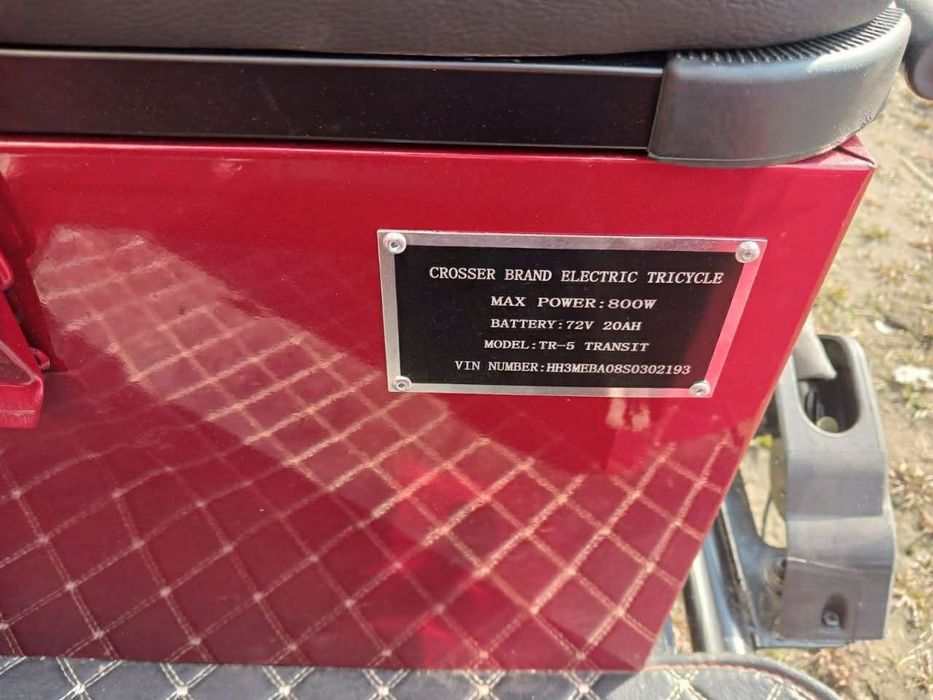 CROSSER BRAND ELECTRIC TRICYCLE
MAX POWER:800W
BATTERY:72V 20AH
MODEL:TR-5 TRANSIT
VIN NUMBER:HH3MEBA08S0302193